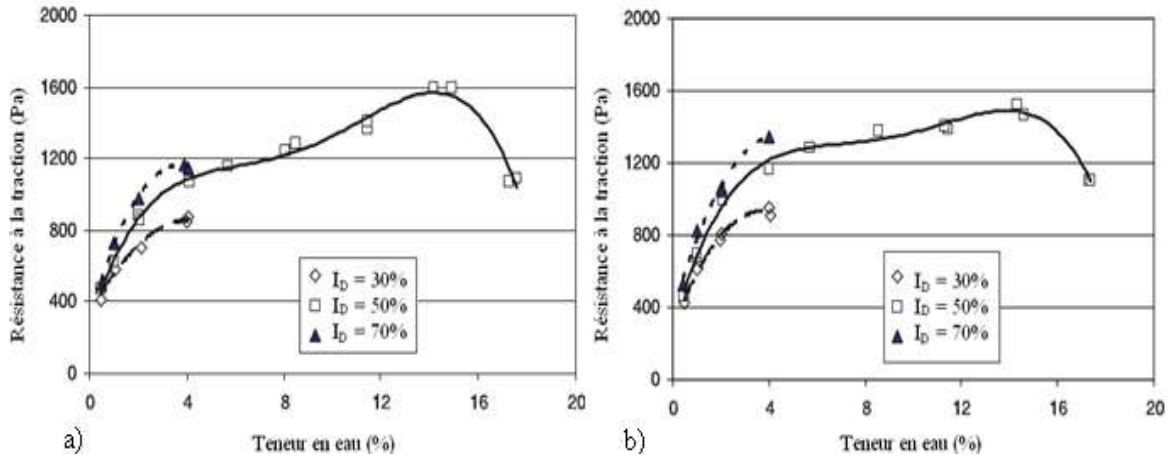 2000
1600
1200
800
400
0
Résistance à la traction (Pa)
I_D = 30%
I_D = 50%
I_D = 70%
0 4 8 12 16 20
a) Teneur en eau (%)
2000
1600
1200
800
400
0
Résistance à la traction (Pa)
I_D = 30%
I_D = 50%
I_D = 70%
0 4 8 12 16 20
b) Teneur en eau (%)